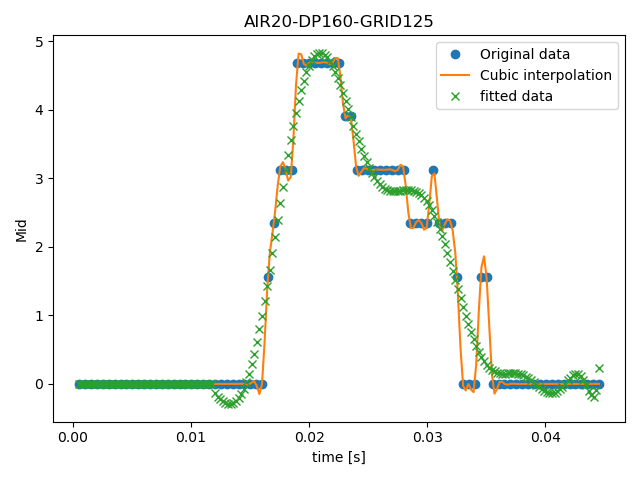 AIR20-DP160-GRID125
Original data
Cubic interpolation
fitted data
5
4
3
2
1
0
Mid
0.00 0.01 0.02 0.03 0.04
time [s]